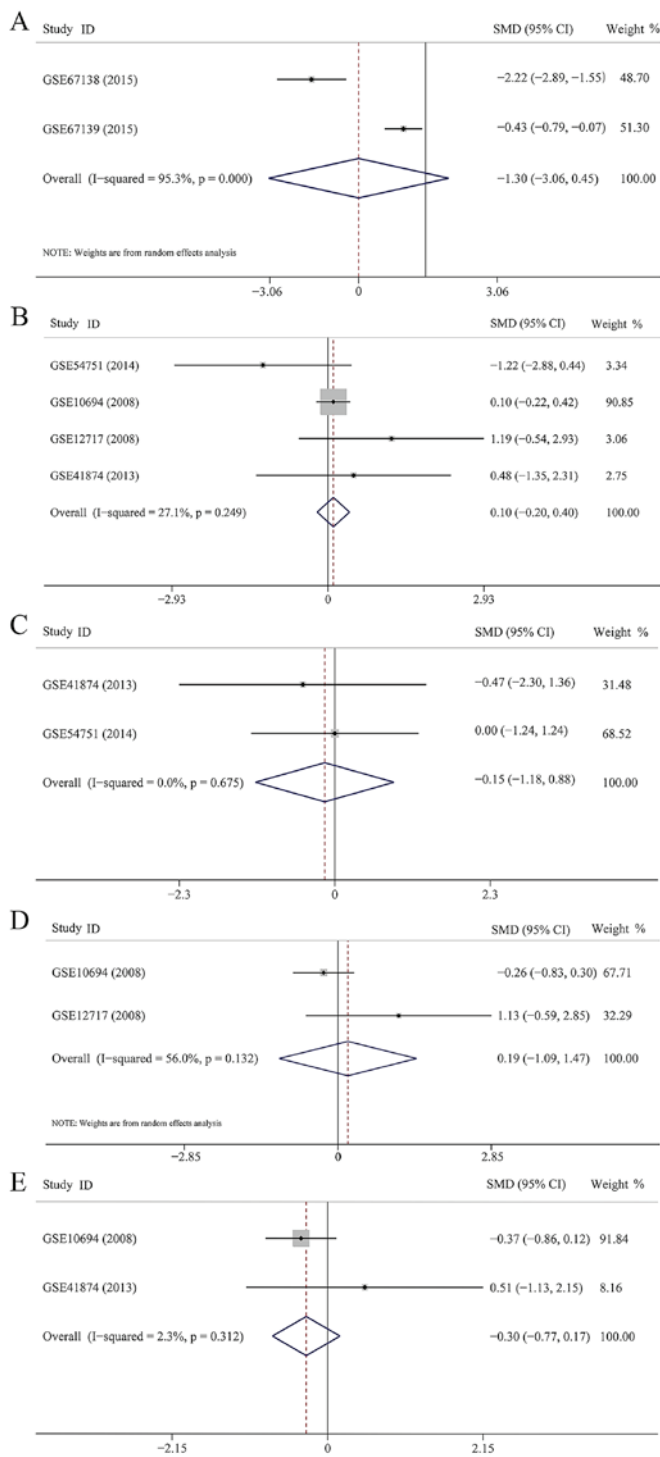 A
Study ID SMD (95% CI) Weight %
GSE67138 (2015) −2.22 (−2.89, −1.55) 48.70
GSE67139 (2015) −0.43 (−0.79, −0.07) 51.30
Overall (I−squared = 95.3%, p = 0.000) −1.30 (−3.06, 0.45) 100.00
NOTE: Weights are from random effects analysis
−3.06 0 3.06
B
Study ID SMD (95% CI) Weight %
GSE54751 (2014) −1.22 (−2.88, 0.44) 3.34
GSE10694 (2008) 0.10 (−0.22, 0.42) 90.85
GSE12717 (2008) 1.19 (−0.54, 2.93) 3.06
GSE41874 (2013) 0.48 (−1.35, 2.31) 2.75
Overall (I−squared = 27.1%, p = 0.249) 0.10 (−0.20, 0.40) 100.00
−2.93 0 2.93
C
Study ID SMD (95% CI) Weight %
GSE41874 (2013) −0.47 (−2.30, 1.36) 31.48
GSE54751 (2014) 0.00 (−1.24, 1.24) 68.52
Overall (I−squared = 0.0%, p = 0.675) −0.15 (−1.18, 0.88) 100.00
−2.3 0 2.3
D
Study ID SMD (95% CI) Weight %
GSE10694 (2008) −0.26 (−0.83, 0.30) 67.71
GSE12717 (2008) 1.13 (−0.59, 2.85) 32.29
Overall (I−squared = 56.0%, p = 0.132) 0.19 (−1.09, 1.47) 100.00
NOTE: Weights are from random effects analysis
−2.85 0 2.85
E
Study ID SMD (95% CI) Weight %
GSE10694 (2008) −0.37 (−0.86, 0.12) 91.84
GSE41874 (2013) 0.51 (−1.13, 2.15) 8.16
Overall (I−squared = 2.3%, p = 0.312) −0.30 (−0.77, 0.17) 100.00
−2.15 0 2.15